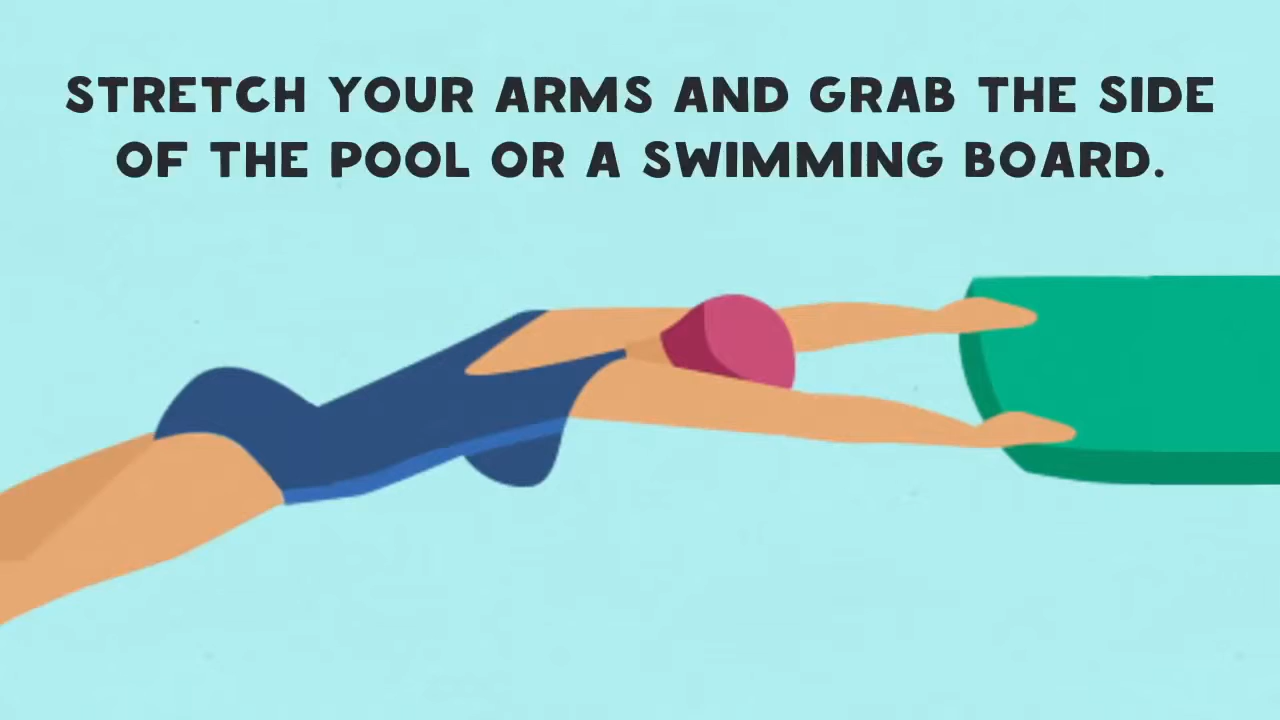 STRETCH YOUR ARMS AND GRAB THE SIDE
OF THE POOL OR A SWIMMING BOARD.